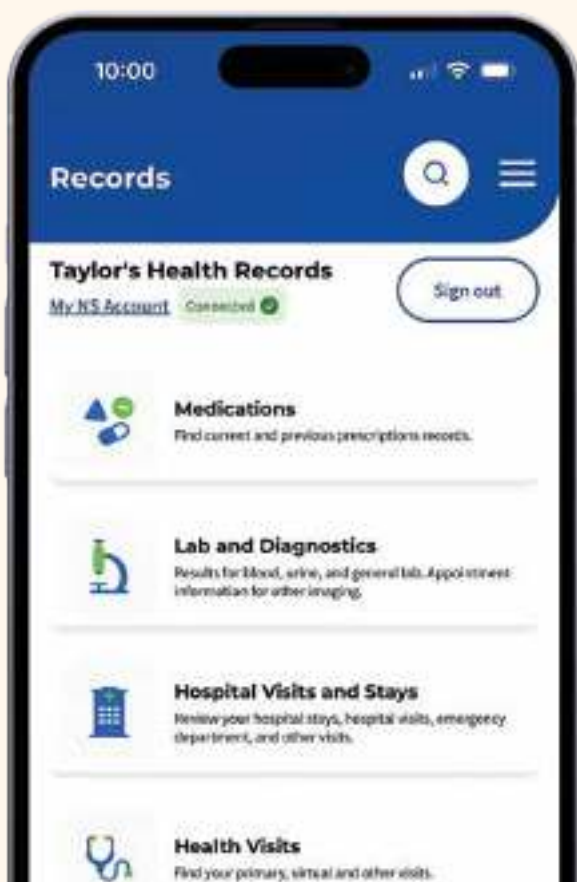 10:00
Records
Taylor's Health Records
Sign out
My NS Account Connected
Medications
Find current and previous prescriptions records.
Lab and Diagnostics
Results for blood, urine, and general lab. Appointment
information for other imaging.
Hospital Visits and Stays
Review your hospital stays, hospital visits, emergency
department, and other visits.
Health Visits
Find your primary, virtual and other visits.